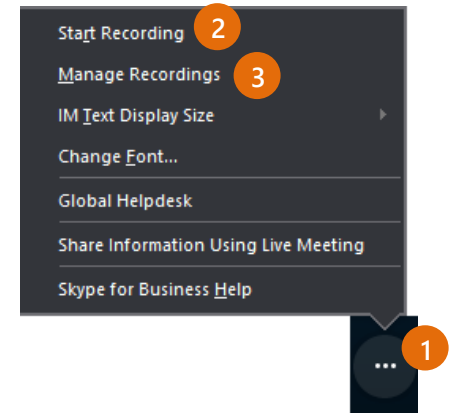 Start Recording 2
Manage Recordings 3
IM Text Display Size
Change Font...
Global Helpdesk
Share Information Using Live Meeting
Skype for Business Help
1
...